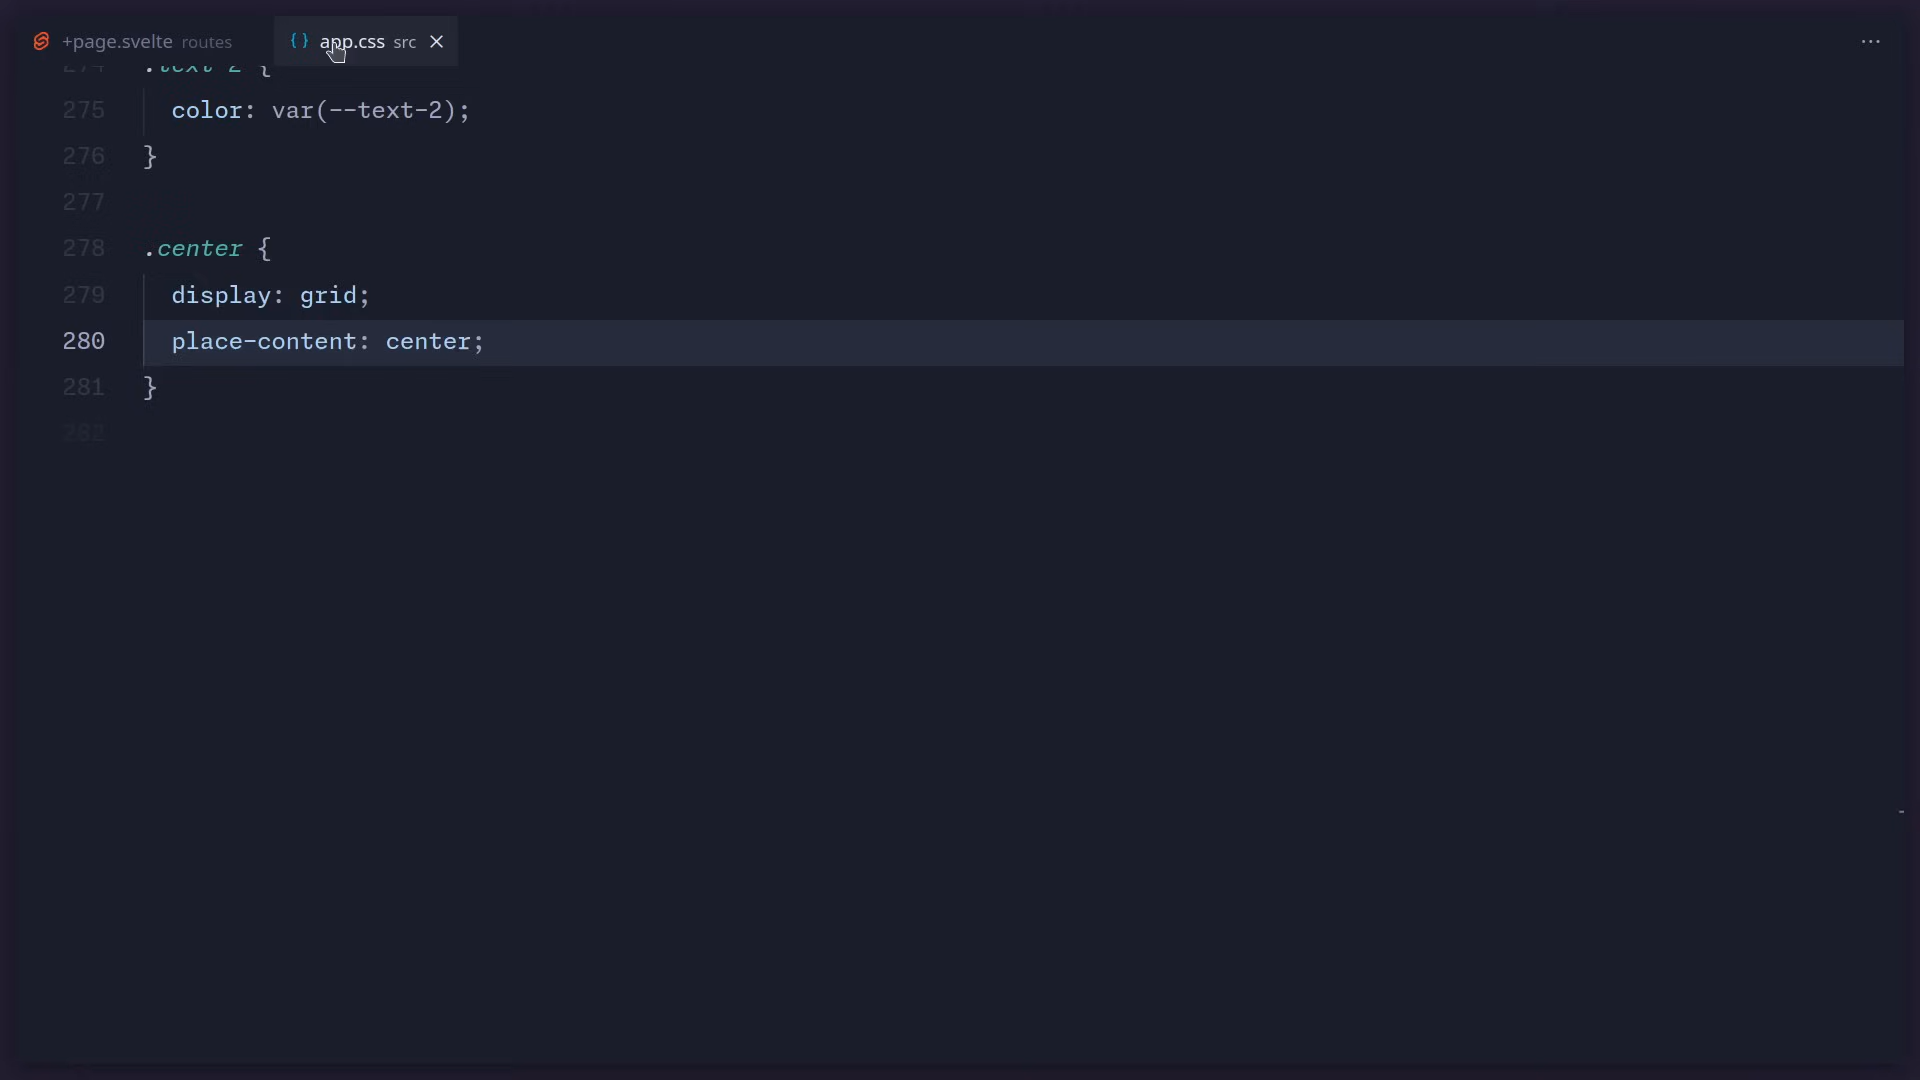 +page.svelte routes
{} app.css src
274 .text-2 {
275 color: var(--text-2);
276 }
277
278 .center {
279 display: grid;
280 place-content: center;
281 }
282